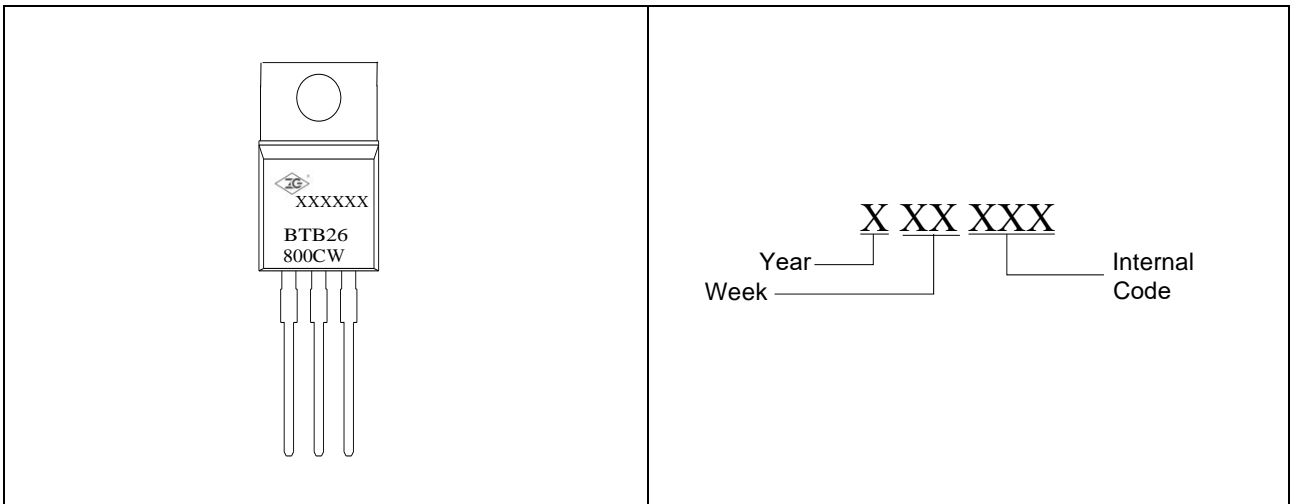 XXXXXX
BTB26
800CW
X XX XXX
Year
Week
Internal
Code